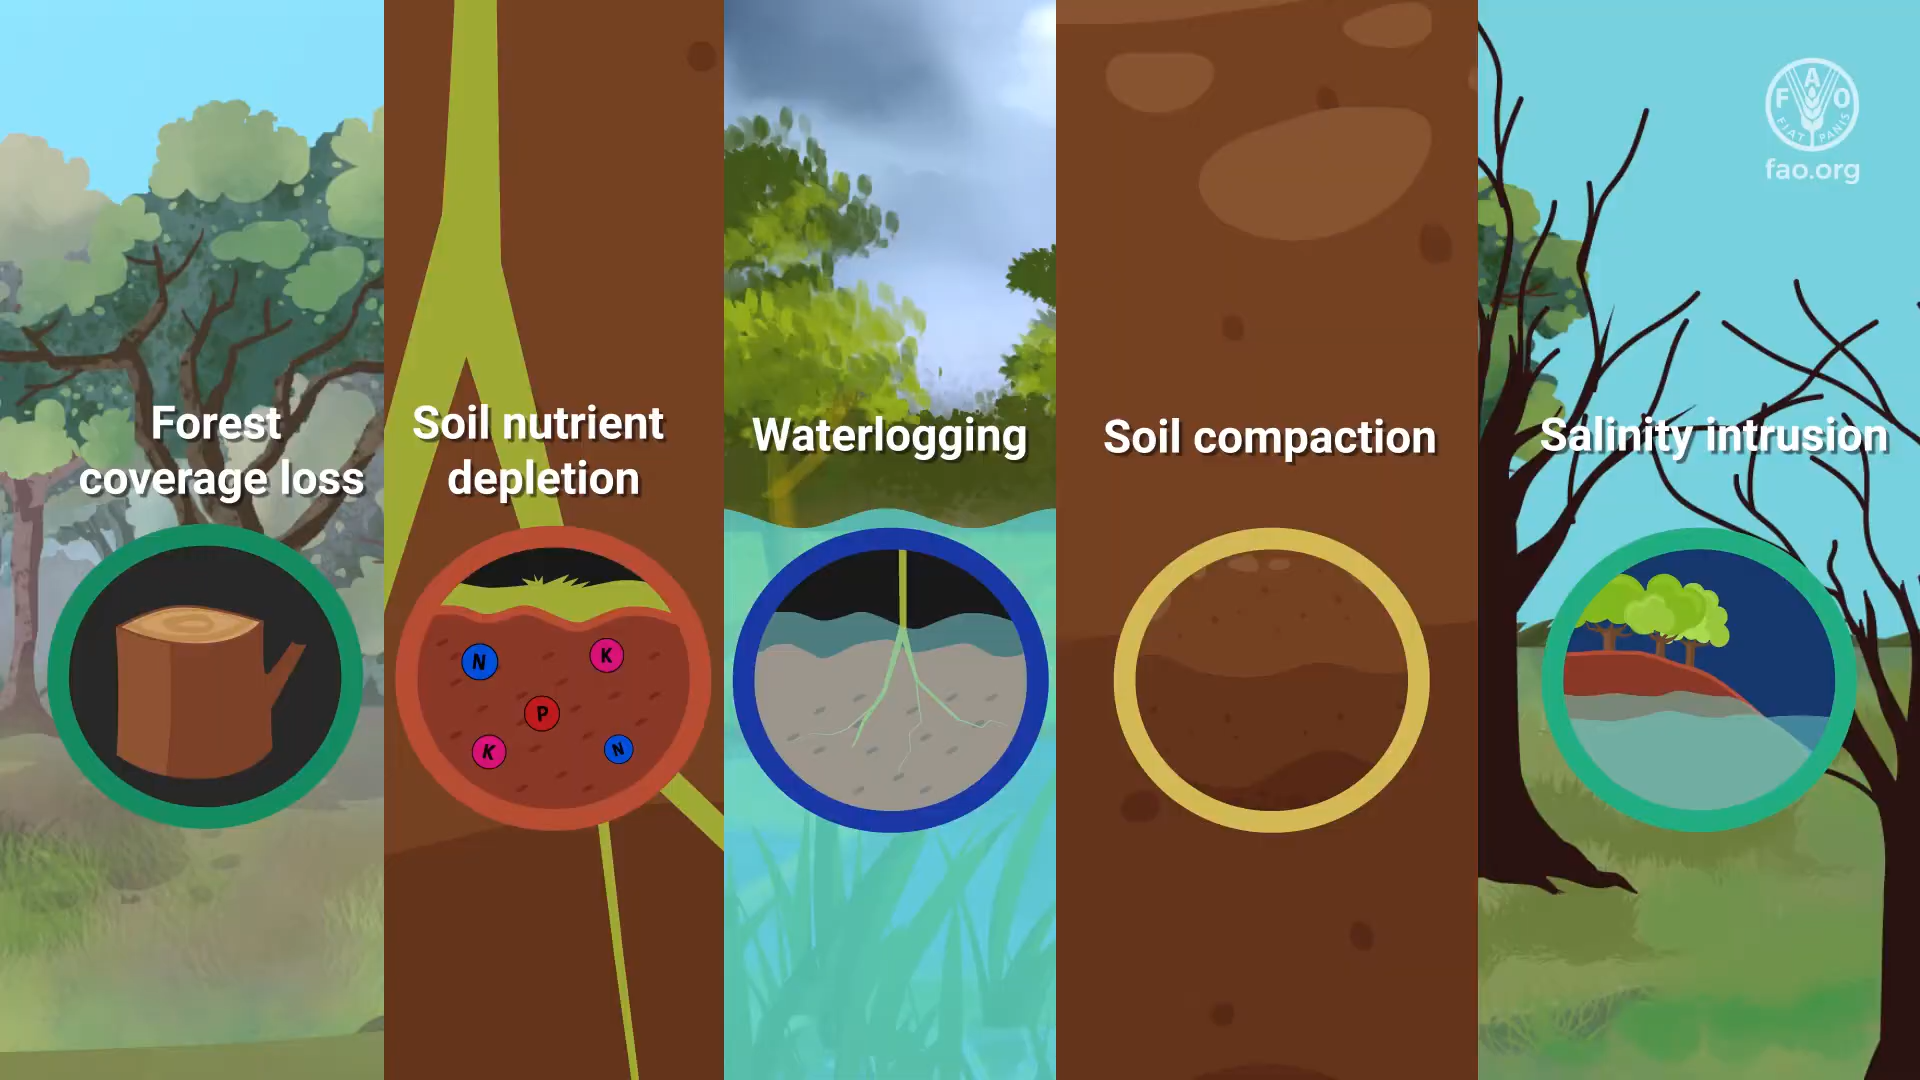 Forest
coverage loss
Soil nutrient
depletion
Waterlogging
Soil compaction
Salinity intrusion
N
K
P
K
N
F A O
FIAT PANIS
fao.org